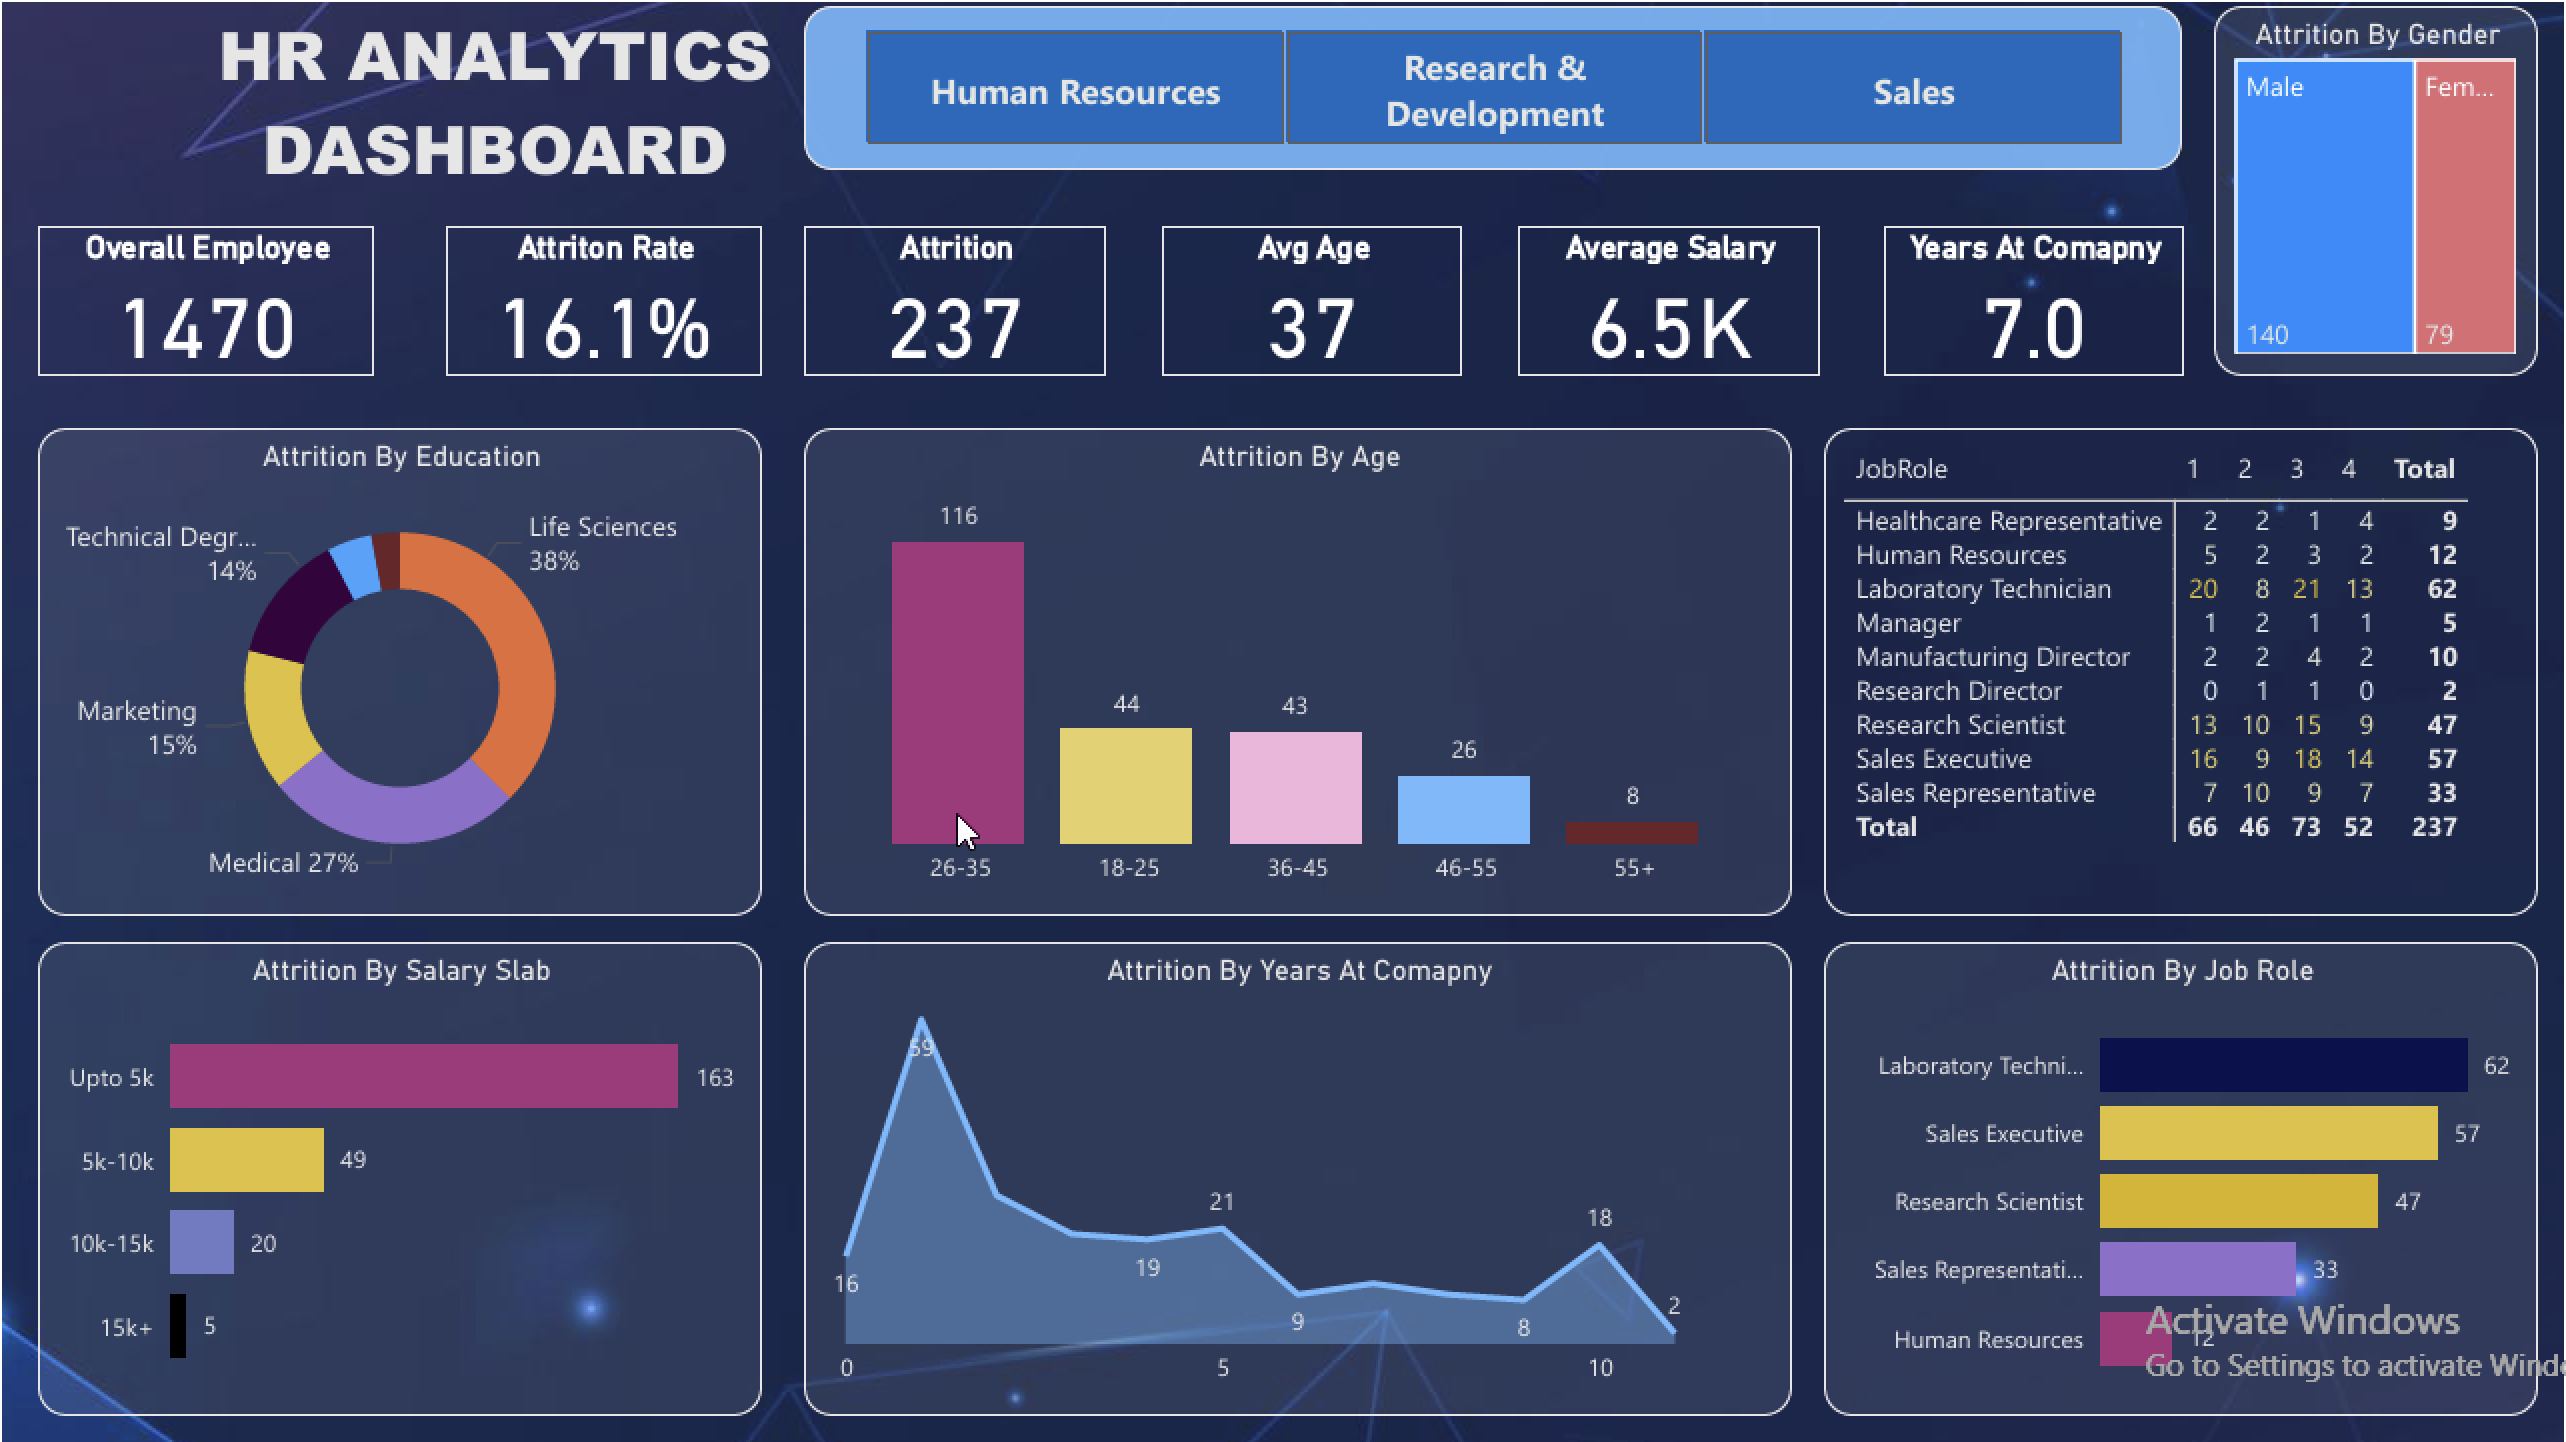 HR ANALYTICS
DASHBOARD
Human Resources
Research &
Development
Sales
Attrition By Gender
Male
Fem...
140
79
Overall Employee
1470
Attriton Rate
16.1%
Attrition
237
Avg Age
37
Average Salary
6.5K
Years At Comapny
7.0
Attrition By Education
Technical Degr...
14%
Life Sciences
38%
Marketing
15%
Medical 27%
Attrition By Age
116
44
43
26
8
26-35 18-25 36-45 46-55 55+
JobRole 1 2 3 4 Total
Healthcare Representative 2 2 1 4 9
Human Resources 5 2 3 2 12
Laboratory Technician 20 8 21 13 62
Manager 1 2 1 1 5
Manufacturing Director 2 2 4 2 10
Research Director 0 1 1 0 2
Research Scientist 13 10 15 9 47
Sales Executive 16 9 18 14 57
Sales Representative 7 10 9 7 33
Total 66 46 73 52 237
Attrition By Salary Slab
Upto 5k 163
5k-10k 49
10k-15k 20
15k+ 5
Attrition By Years At Comapny
59
16
19
21
9
8
18
2
0 5 10
Attrition By Job Role
Laboratory Techni... 62
Sales Executive 57
Research Scientist 47
Sales Representati... 33
Human Resources 12
Activate Windows
Go to Settings to activate Windo